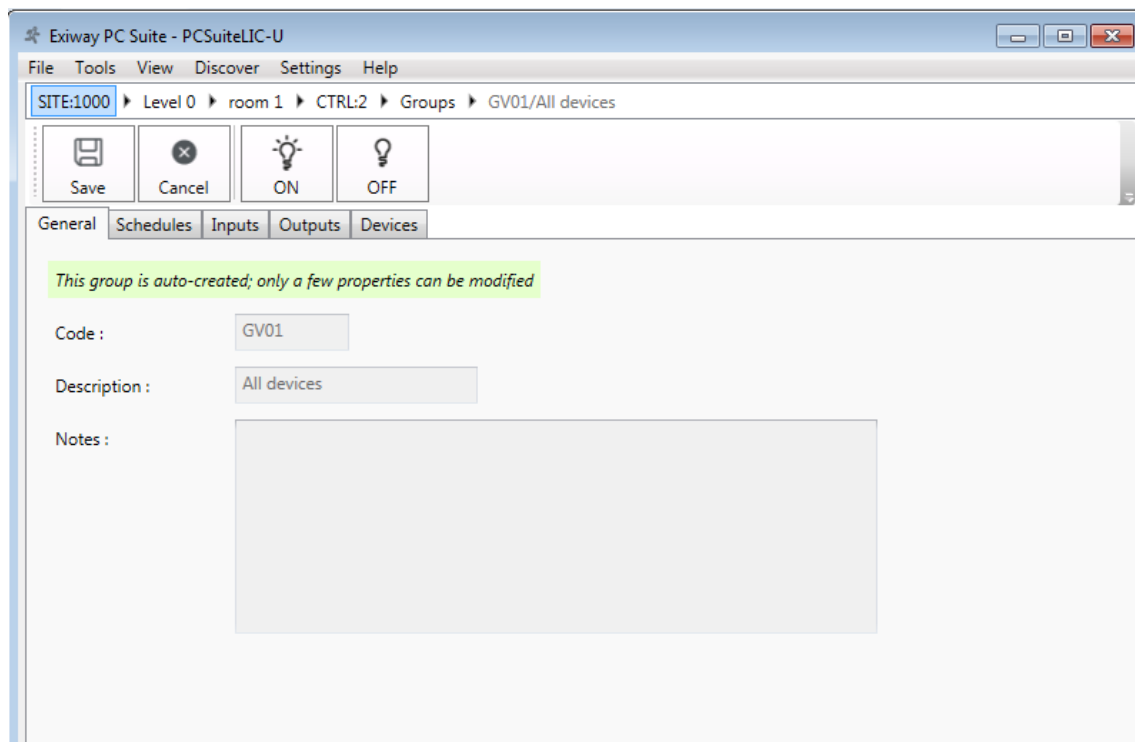 Exiway PC Suite - PCSuiteLIC-U
File Tools View Discover Settings Help
SITE:1000 Level 0 room 1 CTRL:2 Groups GV01/All devices
Save Cancel ON OFF
General Schedules Inputs Outputs Devices
This group is auto-created; only a few properties can be modified
Code : GV01
Description : All devices
Notes :